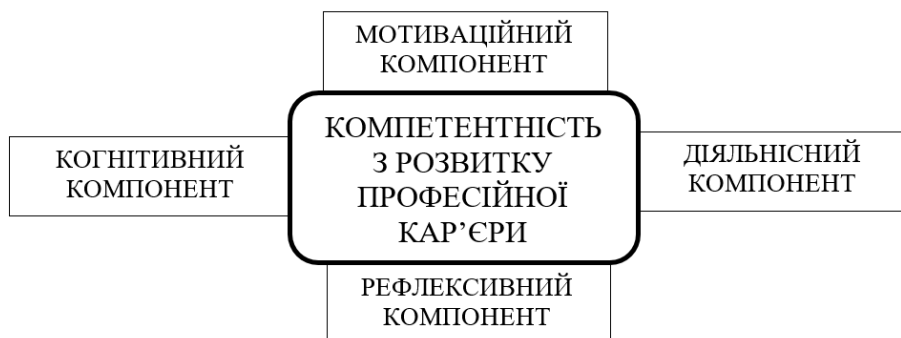 МОТИВАЦІЙНИЙ
КОМПОНЕНТ
КОГНІТИВНИЙ
КОМПОНЕНТ
КОМПЕТЕНТНІСТЬ
З РОЗВИТКУ
ПРОФЕСІЙНОЇ
КАР’ЄРИ
ДІЯЛЬНІСНИЙ
КОМПОНЕНТ
РЕФЛЕКСИВНИЙ
КОМПОНЕНТ